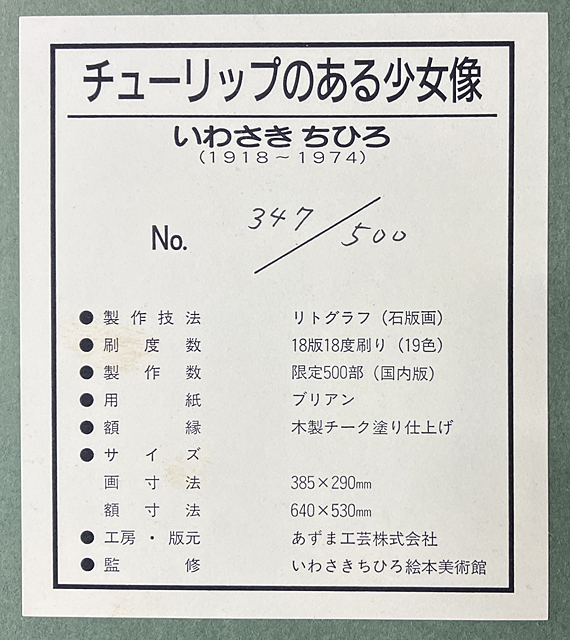 チューリップのある少女像
いわさき ちひろ
(1918～1974)
No. 347/500
●製作技法 リトグラフ（石版画）
●刷度数 18版18度刷り（19色）
●製作数 限定500部（国内版）
●用紙 ブリアン
●額縁 木製チーク塗り仕上げ
●サイズ
画寸法 385×290㎜
額寸法 640×530㎜
●工房・版元 あずま工芸株式会社
●監修 いわさきちひろ絵本美術館